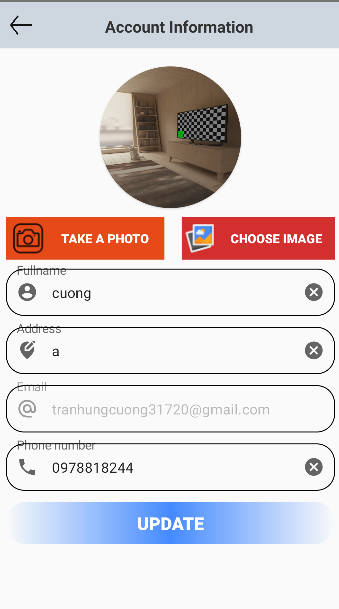 Account Information
TAKE A PHOTO
CHOOSE IMAGE
Fullname
cuong
Address
a
Email
tranhungcuong31720@gmail.com
Phone number
0978818244
UPDATE